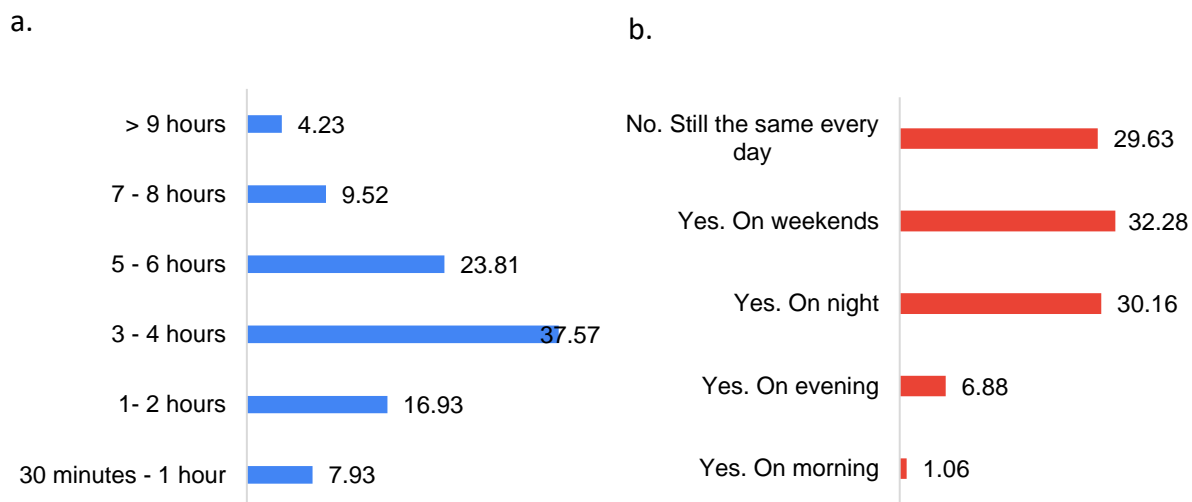 a.
> 9 hours 4.23
7 - 8 hours 9.52
5 - 6 hours 23.81
3 - 4 hours 37.57
1- 2 hours 16.93
30 minutes - 1 hour 7.93
b.
No. Still the same every
day 29.63
Yes. On weekends 32.28
Yes. On night 30.16
Yes. On evening 6.88
Yes. On morning 1.06